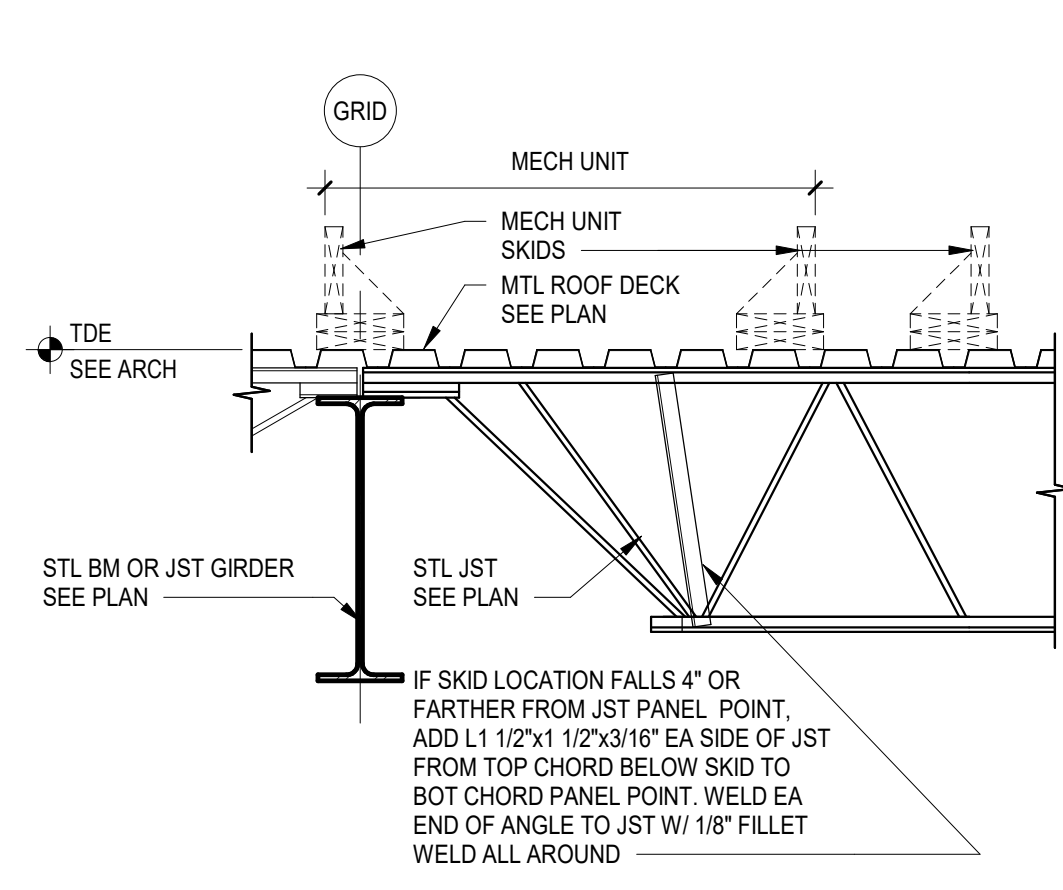 GRID
MECH UNIT
MECH UNIT
SKIDS
MTL ROOF DECK
SEE PLAN
TDE
SEE ARCH
STL BM OR JST GIRDER
SEE PLAN
STL JST
SEE PLAN
IF SKID LOCATION FALLS 4" OR
FARTHER FROM JST PANEL POINT,
ADD L1 1/2"x1 1/2"x3/16" EA SIDE OF JST
FROM TOP CHORD BELOW SKID TO
BOT CHORD PANEL POINT. WELD EA
END OF ANGLE TO JST W/ 1/8" FILLET
WELD ALL AROUND